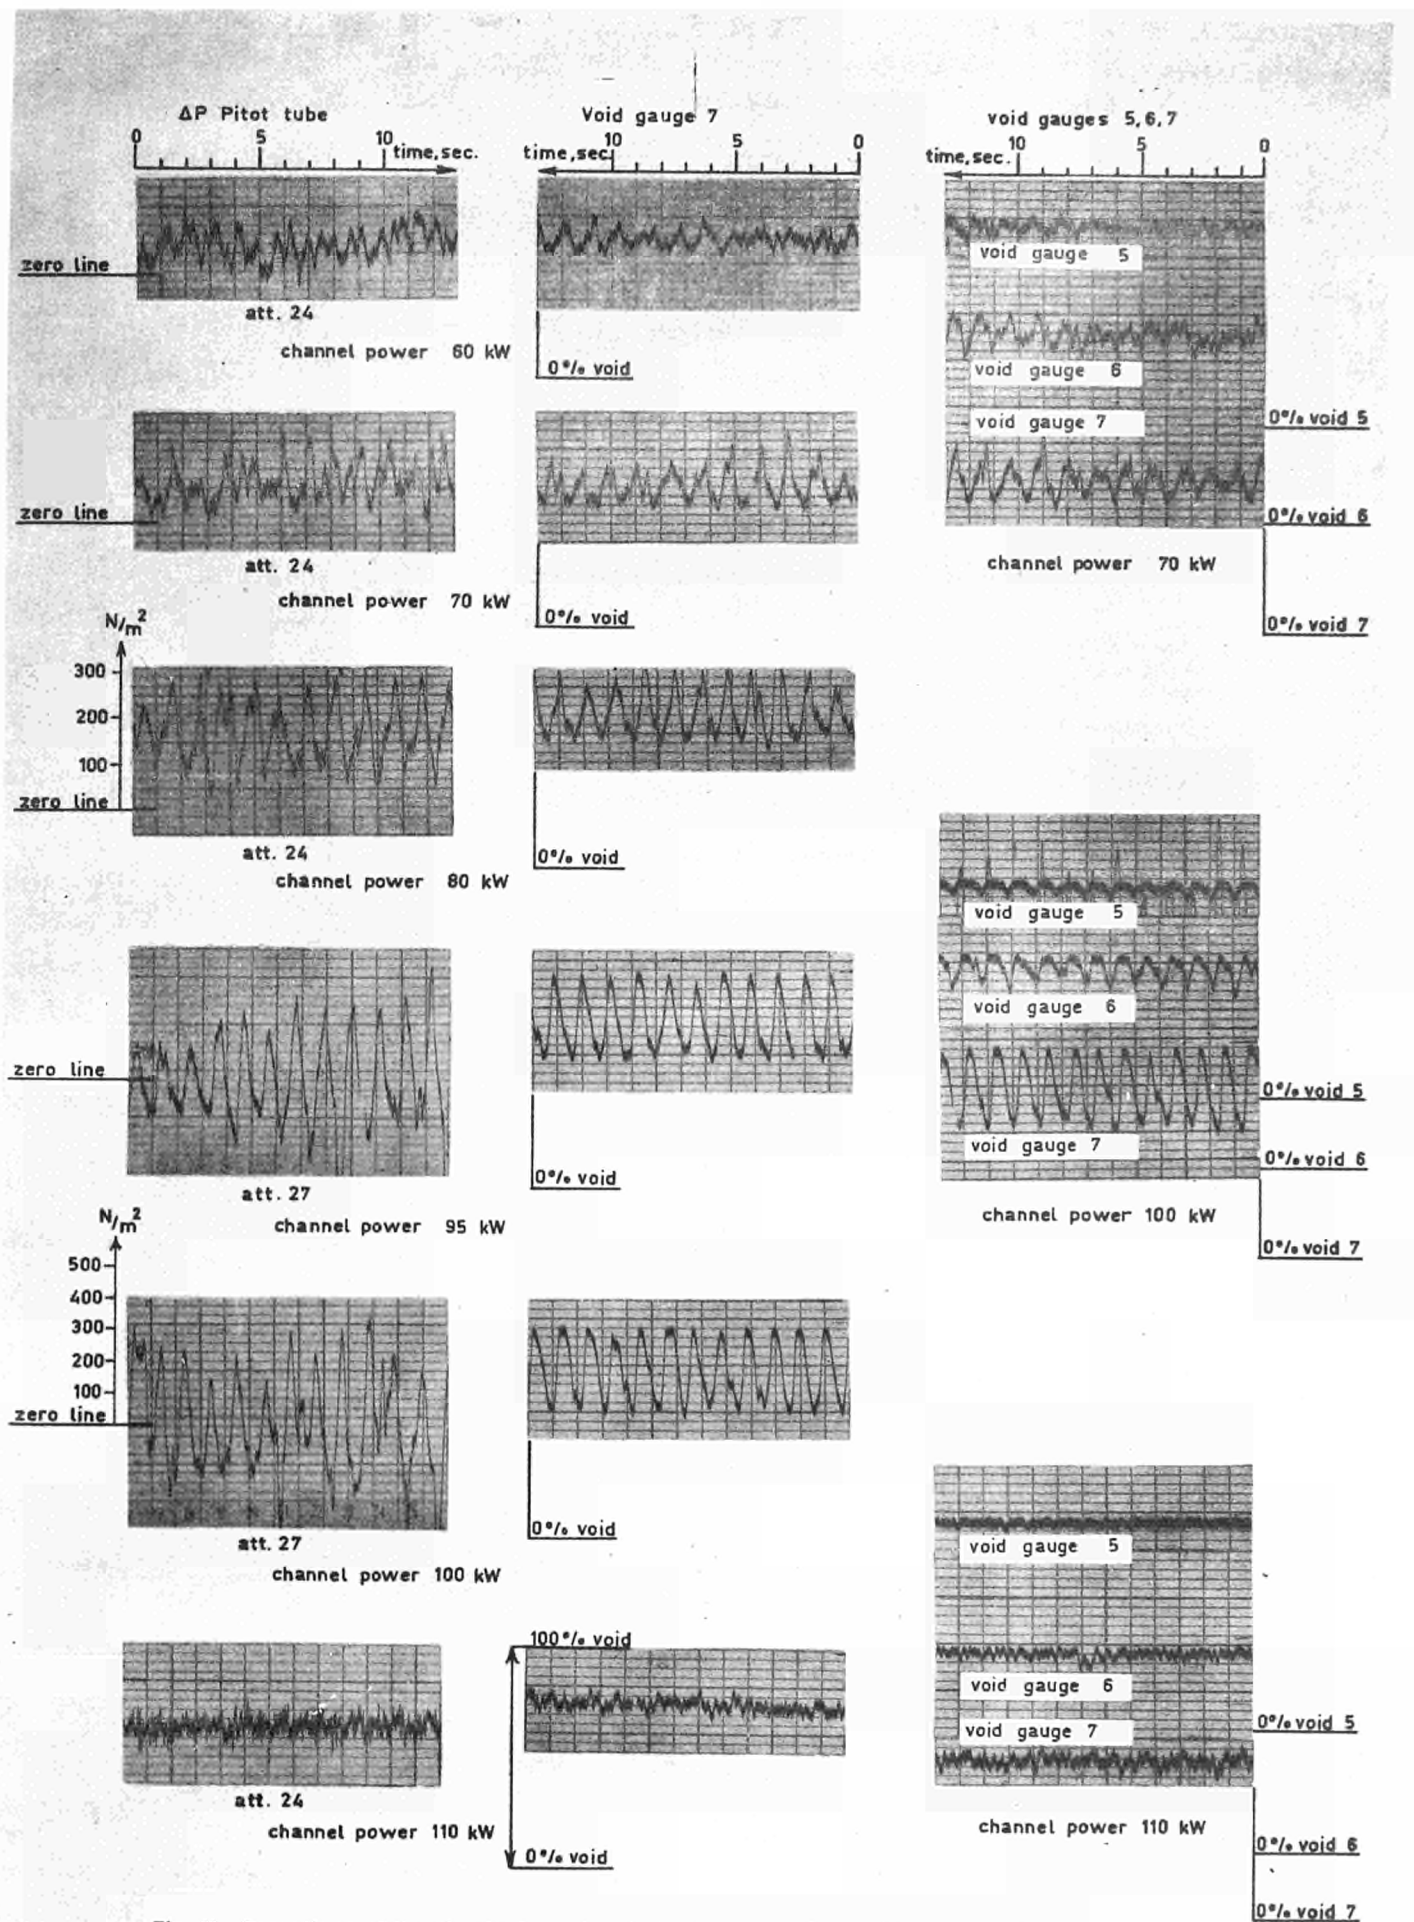 ΔP Pitot tube
0 5 10 time,sec.
zero line
att. 24
channel power 60 kW
Void gauge 7
time,sec 10 5 0
0% void
void gauges 5,6,7
time,sec. 10 5 0
void gauge 5
void gauge 6
void gauge 7
0% void 5
0% void 6
0% void 7
channel power 70 kW
zero line
att. 24
channel power 70 kW
0% void
N/m²
300
200
100
zero line
att. 24
channel power 80 kW
0% void
zero line
att. 27
channel power 95 kW
0% void
void gauge 5
void gauge 6
void gauge 7
0% void 5
0% void 6
0% void 7
channel power 100 kW
N/m²
500
400
300
200
100
zero line
att. 27
channel power 100 kW
0% void
att. 24
channel power 110 kW
100% void
0% void
void gauge 5
void gauge 6
void gauge 7
0% void 5
channel power 110 kW
0% void 6
0% void 7